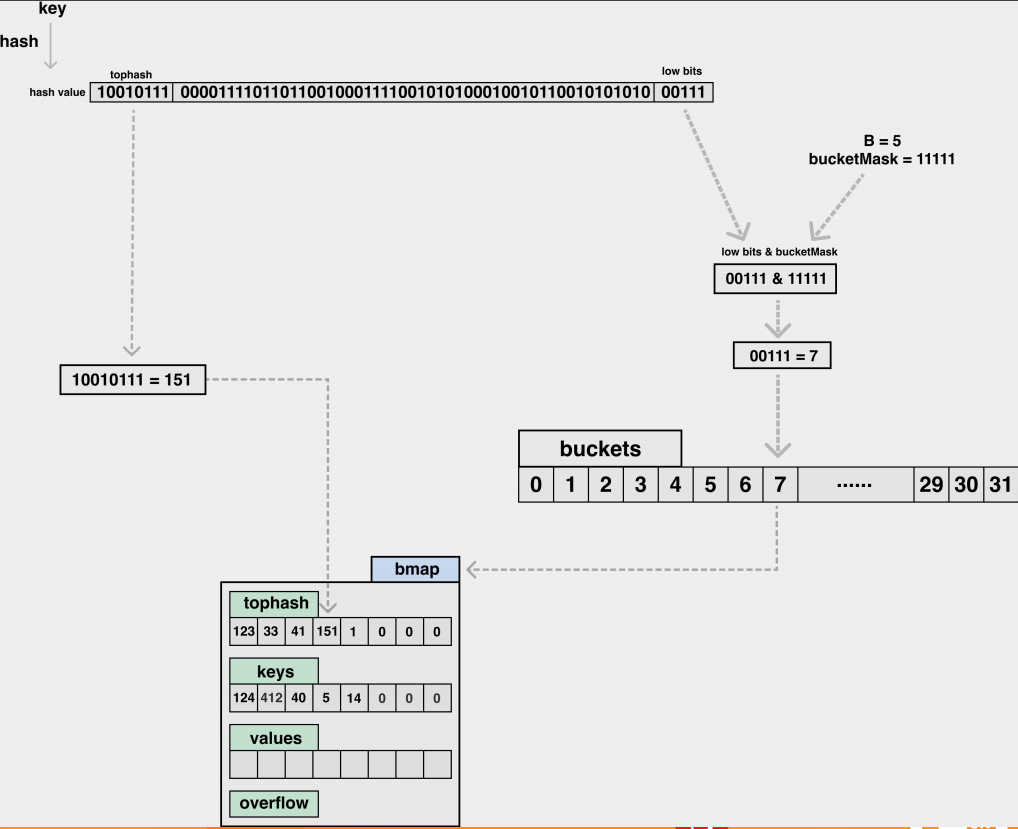 key
hash
tophash
low bits
hash value
10010111 000011110110110010001111001010100010010110010101010 00111
B = 5
bucketMask = 11111
low bits & bucketMask
00111 & 11111
00111 = 7
10010111 = 151
buckets
0 1 2 3 4 5 6 7 ...... 29 30 31
bmap
tophash
123 33 41 151 1 0 0 0
keys
124 412 40 5 14 0 0 0
values
overflow